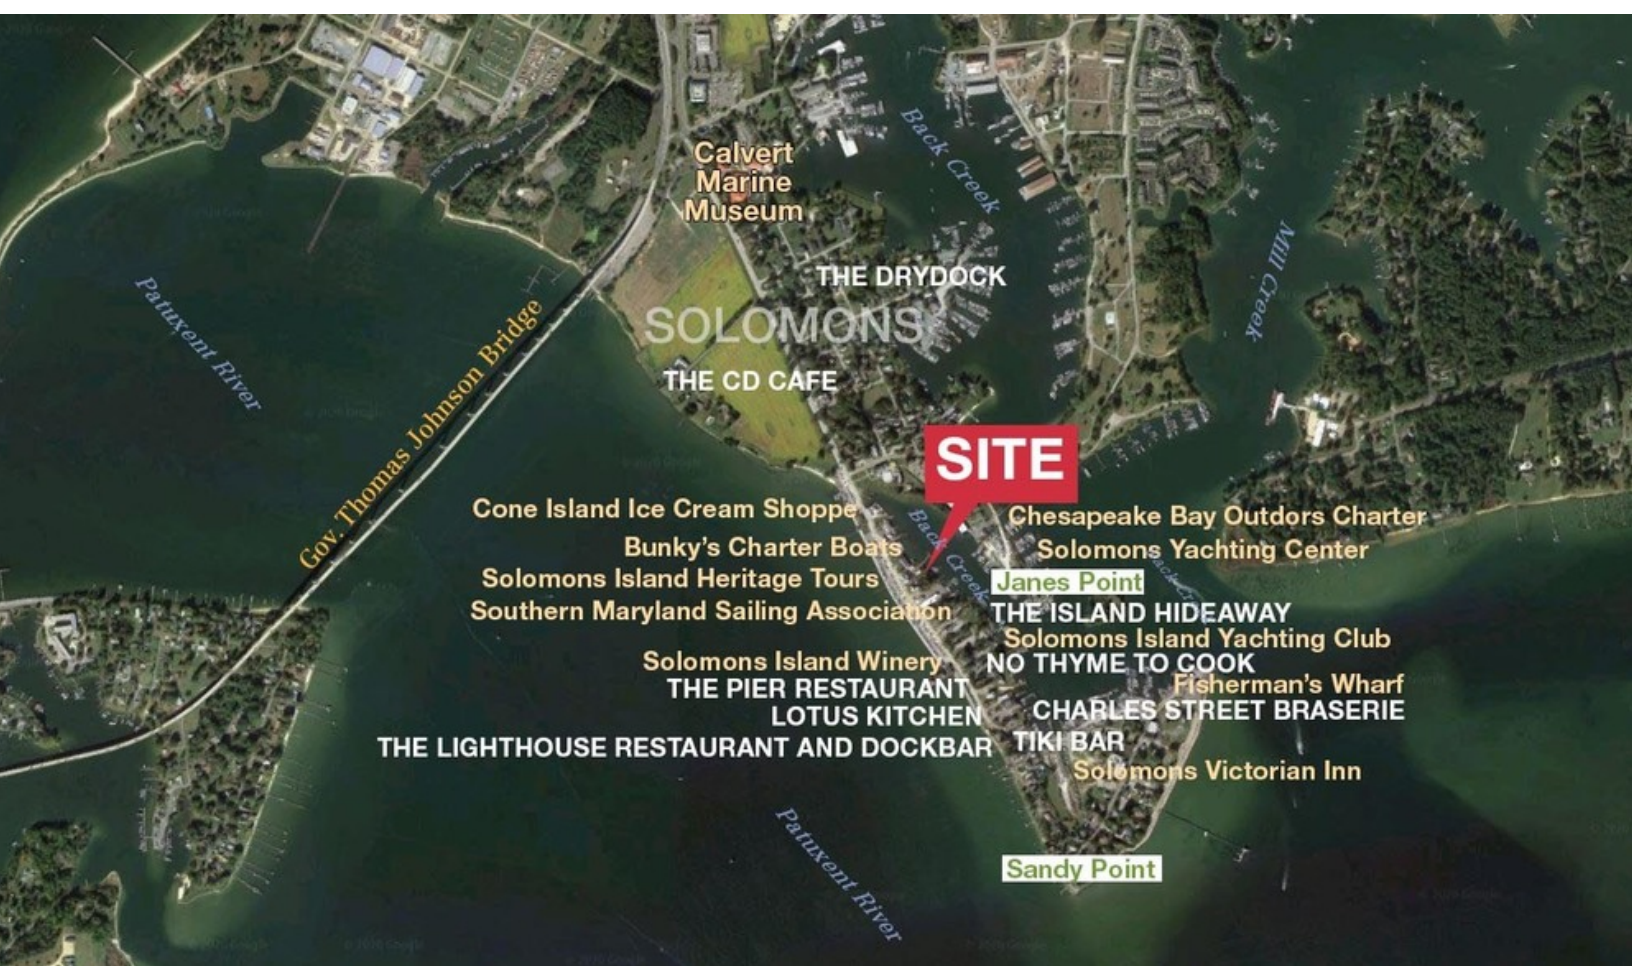 Calvert
Marine
Museum
Back Creek
Mill Creek
THE DRYDOCK
Patuxent River
Gov. Thomas Johnson Bridge
SOLOMONS
THE CD CAFE
SITE
Cone Island Ice Cream Shoppe
Chesapeake Bay Outdors Charter
Bunky's Charter Boats
Back Creek
Solomons Yachting Center
Solomons Island Heritage Tours
Janes Point
Southern Maryland Sailing Association
THE ISLAND HIDEAWAY
Solomons Island Yachting Club
Solomons Island Winery
NO THYME TO COOK
THE PIER RESTAURANT
Fisherman's Wharf
LOTUS KITCHEN
CHARLES STREET BRASERIE
THE LIGHTHOUSE RESTAURANT AND DOCKBAR
TIKI BAR
Solomons Victorian Inn
Patuxent River
Sandy Point